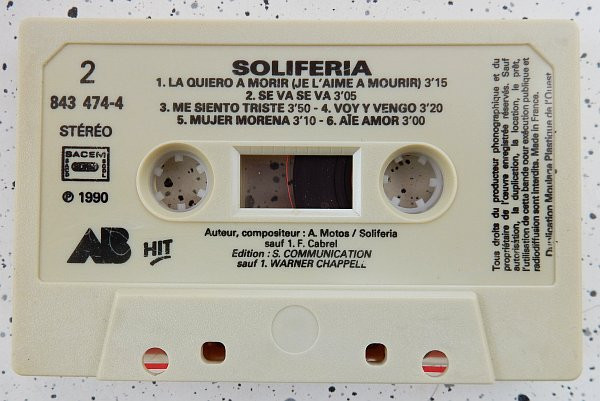 SOLIFERIA
2
843 474-4
STÉRÉO
SACEM
℗ 1990
1. LA QUIERO A MORIR (JE L'AIME A MOURIR) 3'15
2. SE VA SE VA 3'05
3. ME SIENTO TRISTE 3'50 - 4. VOY Y VENGO 3'20
5. MUJER MORENA 3'10 - 6. AÏE AMOR 3'00
AB
HIT
Auteur, compositeur : A. Motos / Soliferia
sauf 1. F. Cabrel
Edition : S. COMMUNICATION
sauf 1. WARNER CHAPPELL
Tous droits du producteur phonographique et du
propriétaire de l'œuvre enregistrée réservés. Sauf
autorisation, la duplication, la location, le prêt,
l'utilisation de cette bande pour exécution publique et
radiodiffusion sont interdits. Made in France.
Duplication Moulage Plastique de l'Ouest